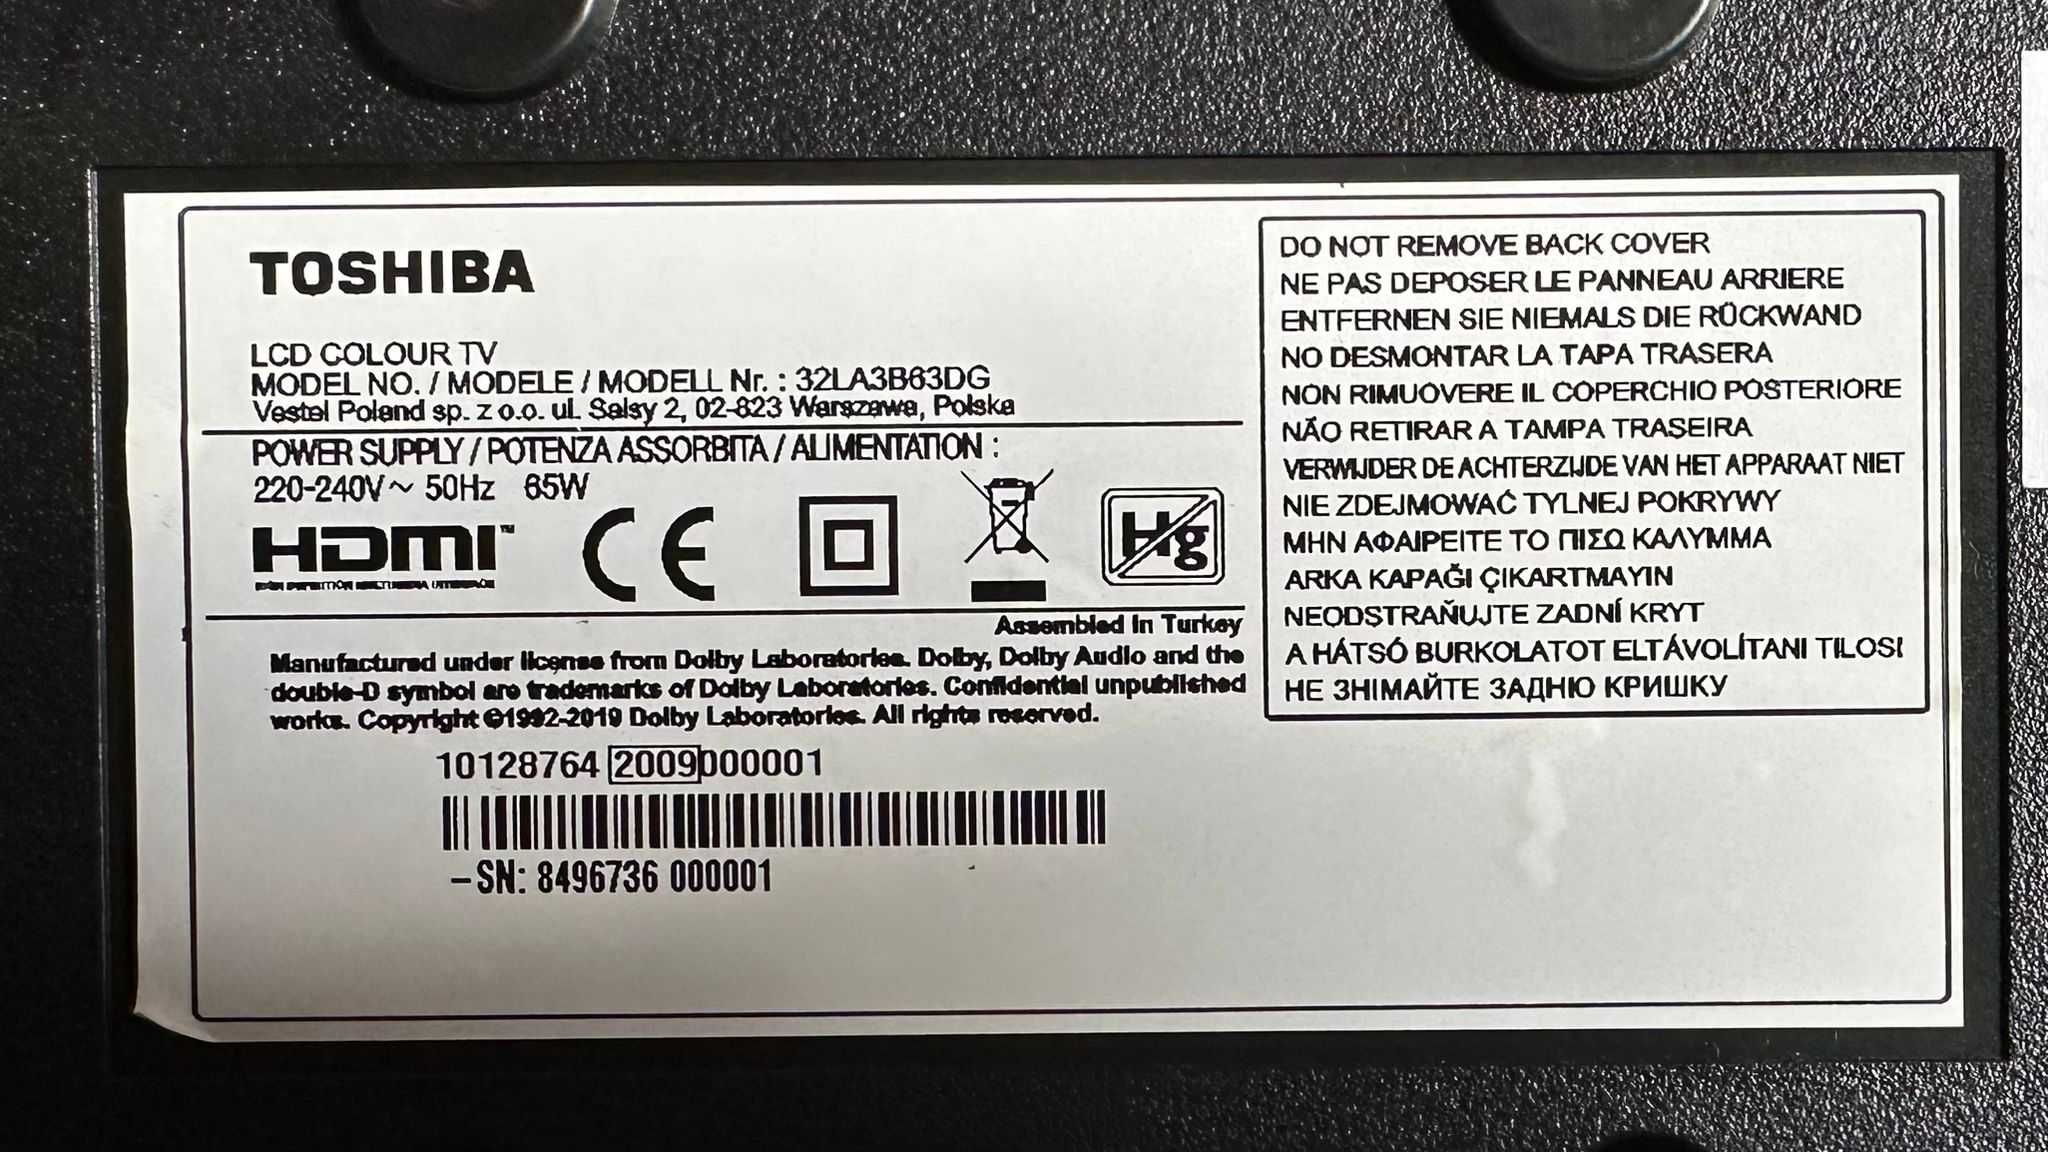 TOSHIBA
LCD COLOUR TV
MODEL NO. / MODELE / MODELL Nr. : 32LA3B63DG
Vestel Poland sp. z o.o. ul. Salsy 2, 02-823 Warszawa, Polska
POWER SUPPLY / POTENZA ASSORBITA / ALIMENTATION :
220-240V ~ 50Hz 65W
HDMI™
HIGH DEFINITION MULTIMEDIA INTERFACE
CE
Hg
Assembled in Turkey
Manufactured under license from Dolby Laboratories. Dolby, Dolby Audio and the
double-D symbol are trademarks of Dolby Laboratories. Confidential unpublished
works. Copyright ©1992-2019 Dolby Laboratories. All rights reserved.
10128764 2009000001
–SN: 8496736 000001
DO NOT REMOVE BACK COVER
NE PAS DEPOSER LE PANNEAU ARRIERE
ENTFERNEN SIE NIEMALS DIE RÜCKWAND
NO DESMONTAR LA TAPA TRASERA
NON RIMUOVERE IL COPERCHIO POSTERIORE
NÃO RETIRAR A TAMPA TRASEIRA
VERWIJDER DE ACHTERZIJDE VAN HET APPARAAT NIET
NIE ZDEJMOWAĆ TYLNEJ POKRYWY
ΜΗΝ ΑΦΑΙΡΕΙΤΕ ΤΟ ΠΙΣΩ ΚΑΛΥΜΜΑ
ARKA KAPAĞI ÇIKARTMAYIN
NEODSTRAŇUJTE ZADNÍ KRYT
A HÁTSÓ BURKOLATOT ELTÁVOLÍTANI TILOS!
НЕ ЗНІМАЙТЕ ЗАДНЮ КРИШКУ